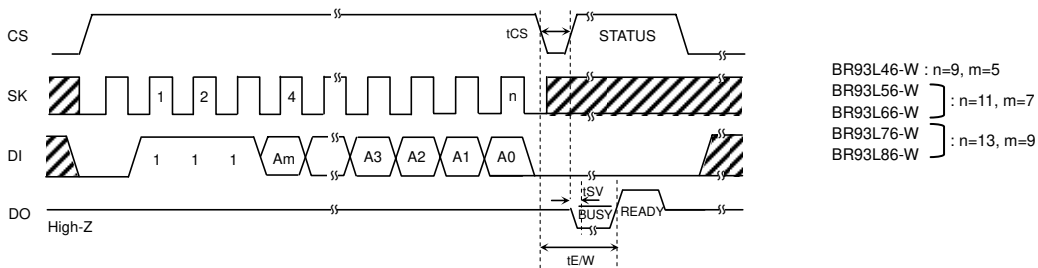 CS
tCS
STATUS
SK
1 2 4 n
DI
1 1 1 Am A3 A2 A1 A0
tSV
DO
High-Z
BUSY READY
tE/W
BR93L46-W : n=9, m=5
BR93L56-W
BR93L66-W : n=11, m=7
BR93L76-W
BR93L86-W : n=13, m=9